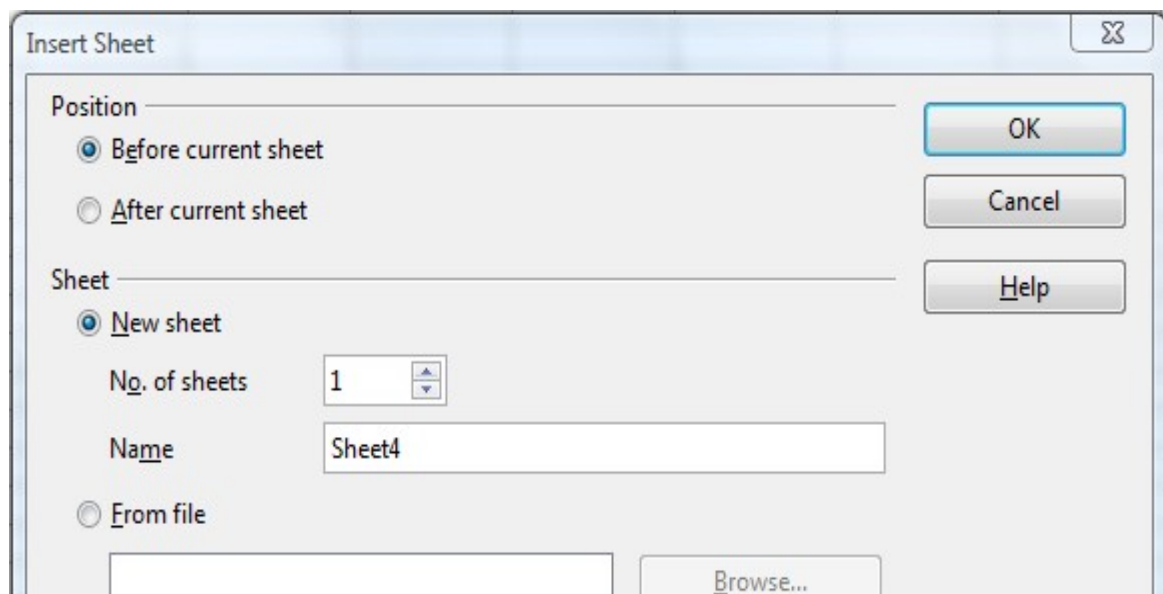 Insert Sheet
Position
Before current sheet
After current sheet
OK
Cancel
Help
Sheet
New sheet
No. of sheets 1
Name Sheet4
From file
Browse...